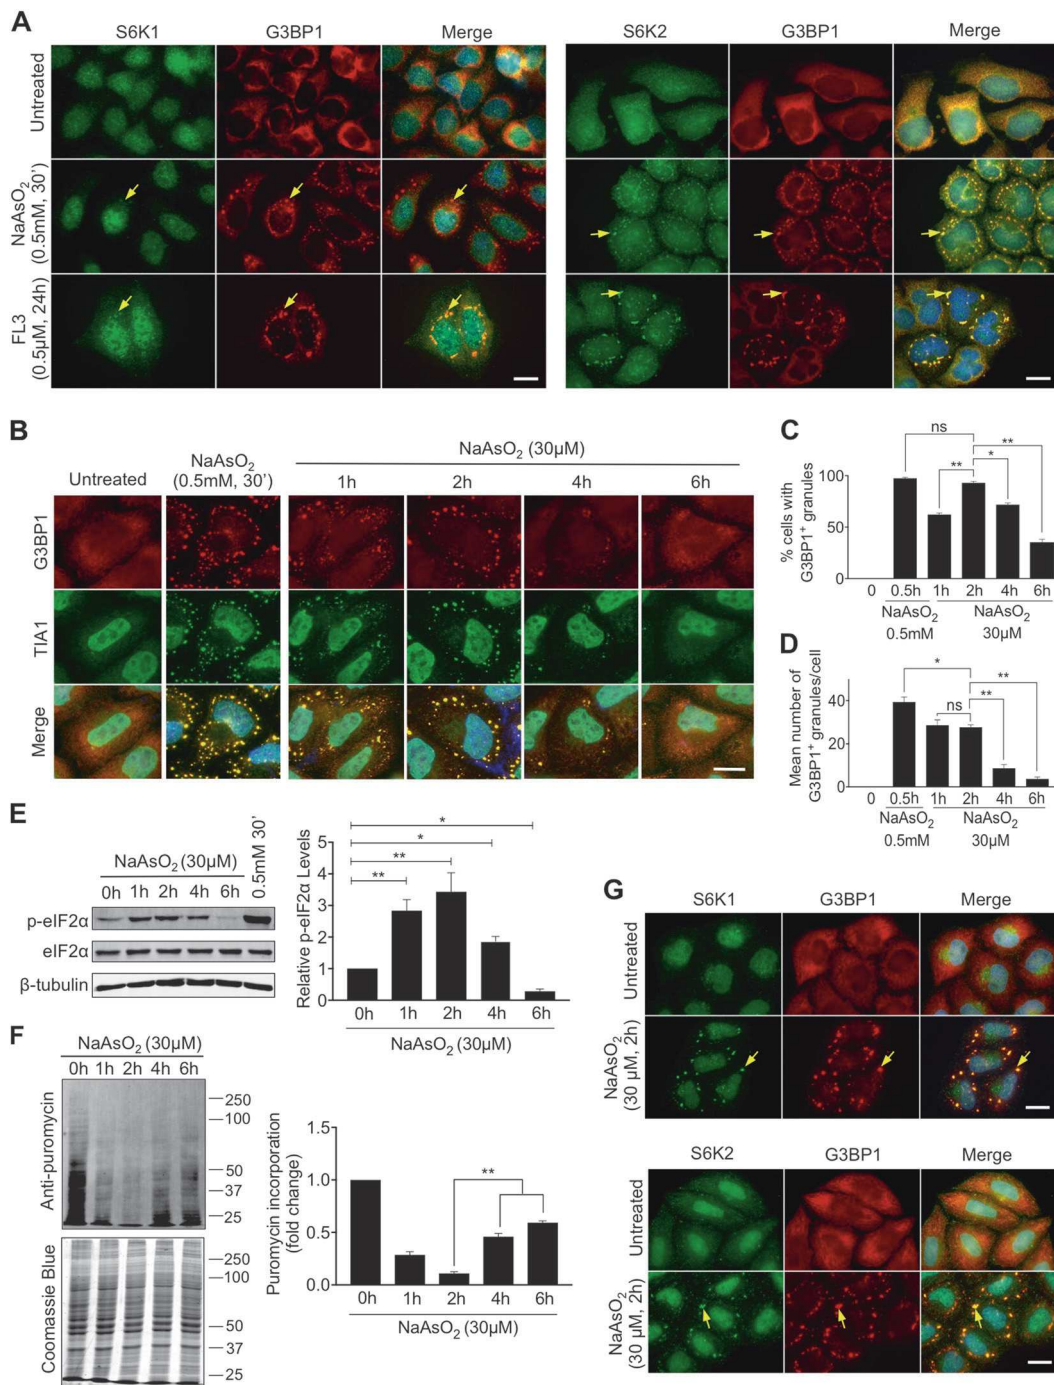 A
S6K1 G3BP1 Merge
S6K2 G3BP1 Merge
Untreated
NaAsO₂
(0.5mM, 30’)
FL3
(0.5µM, 24h)
B
Untreated
NaAsO₂
(0.5mM, 30’)
NaAsO₂ (30µM)
1h 2h 4h 6h
G3BP1
TIA1
Merge
C
ns
** * **
% cells with
G3BP1⁺ granules
100
50
0
0 0.5h 1h 2h 4h 6h
NaAsO₂ NaAsO₂
0.5mM 30µM
D
* **
ns **
Mean number of
G3BP1⁺ granules/cell
40
20
0
0 0.5h 1h 2h 4h 6h
NaAsO₂ NaAsO₂
0.5mM 30µM
E
NaAsO₂ (30µM)
0h 1h 2h 4h 6h
0.5mM 30’
p-eIF2α
eIF2α
β-tubulin
*
*
**
**
Relative p-eIF2α Levels
5
4
3
2
1
0
0h 1h 2h 4h 6h
NaAsO₂ (30µM)
F
NaAsO₂ (30µM)
0h 1h 2h 4h 6h
Anti-puromycin
250
100
50
37
25
Coomassie Blue
250
100
50
37
25
Puromycin incorporation
(fold change)
1.5
1.0
0.5
0.0
**
0h 1h 2h 4h 6h
NaAsO₂ (30µM)
G
S6K1 G3BP1 Merge
Untreated
NaAsO₂
(30 µM, 2h)
S6K2 G3BP1 Merge
Untreated
NaAsO₂
(30 µM, 2h)